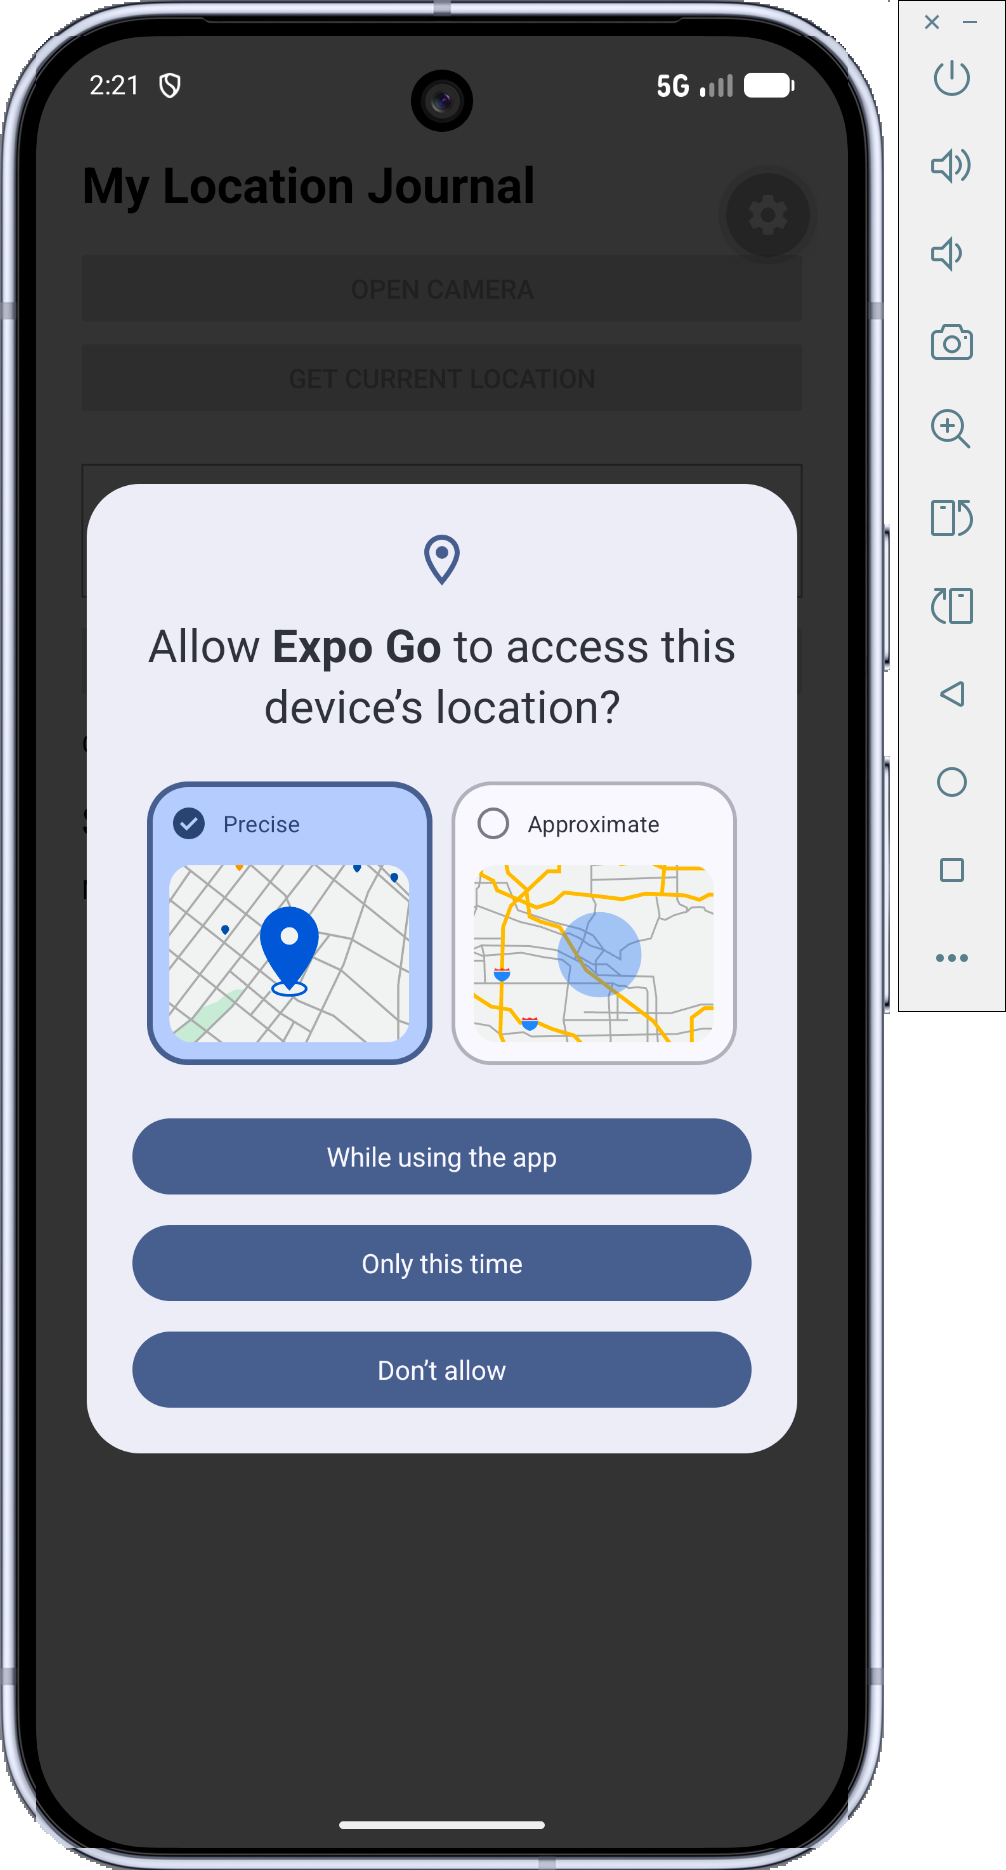 2:21
5G
My Location Journal
OPEN CAMERA
GET CURRENT LOCATION
Allow Expo Go to access this
device’s location?
Precise
Approximate
While using the app
Only this time
Don’t allow